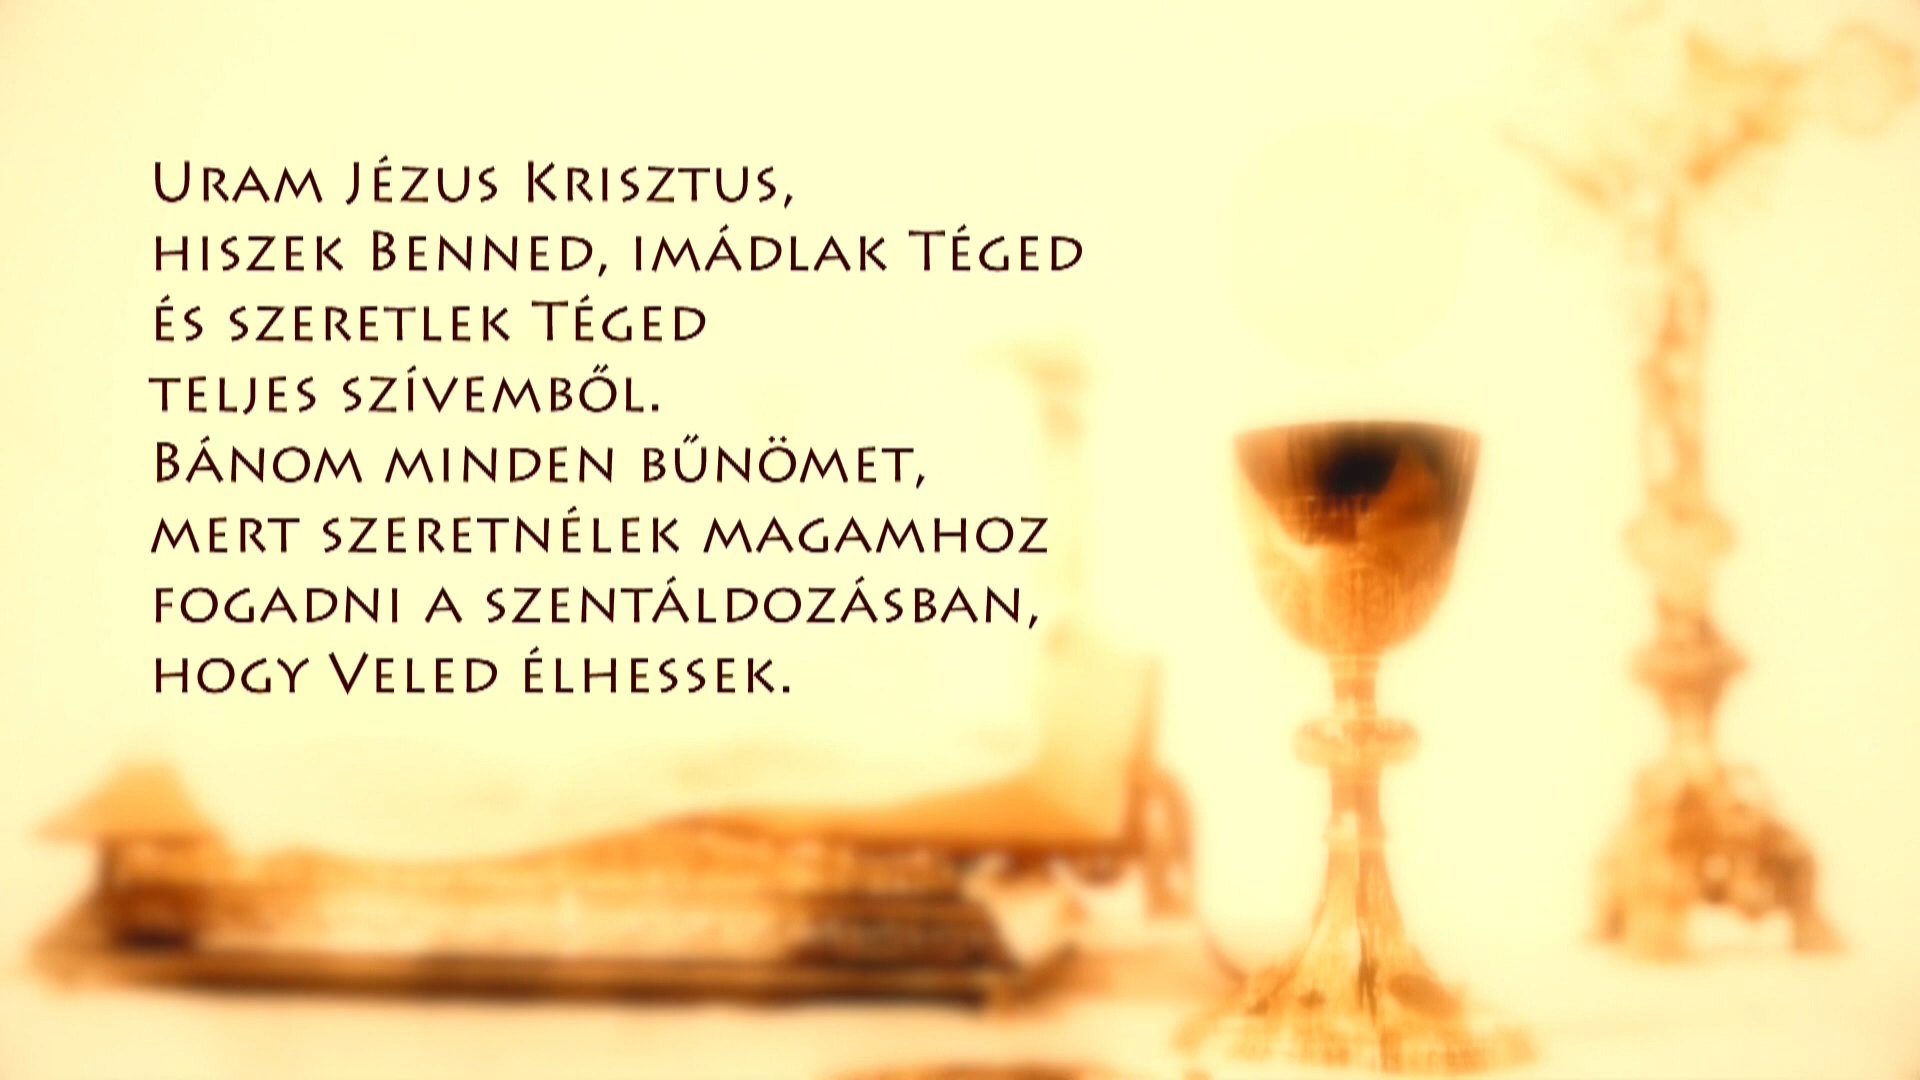 Uram Jézus Krisztus,
hiszek Benned, imádlak Téged
és szeretlek Téged
teljes szívemből.
Bánom minden bűnömet,
mert szeretnélek magamhoz
fogadni a szentáldozásban,
hogy Veled élhessek.